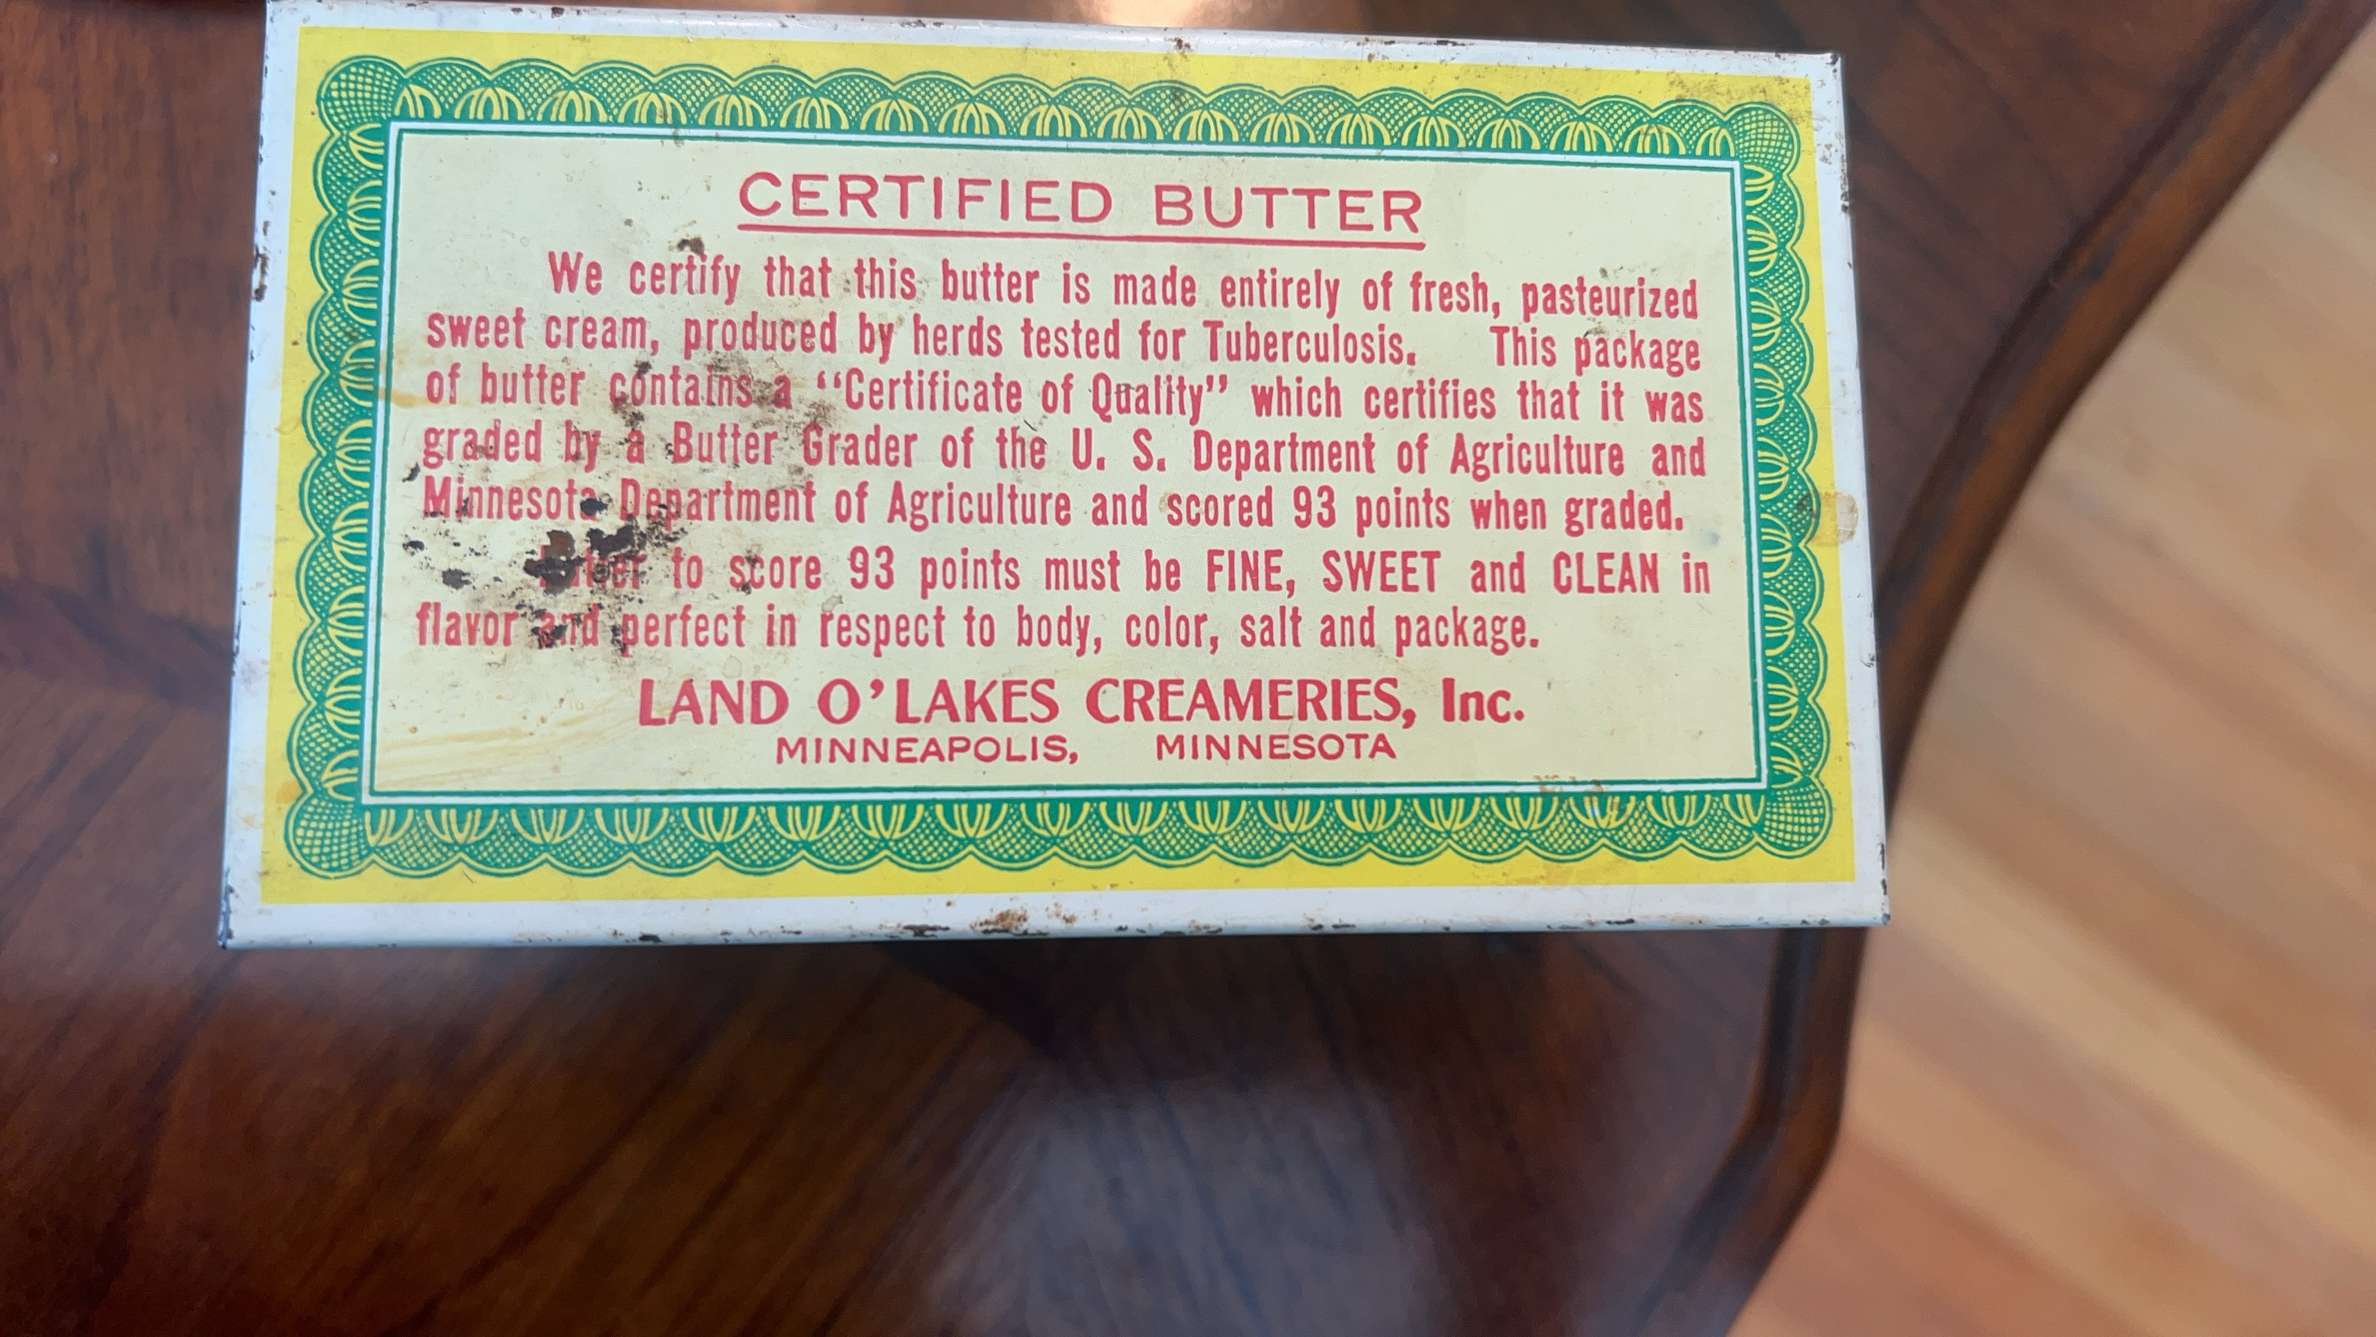 CERTIFIED BUTTER
We certify that this butter is made entirely of fresh, pasteurized
sweet cream, produced by herds tested for Tuberculosis. This package
of butter contains a “Certificate of Quality” which certifies that it was
graded by a Butter Grader of the U. S. Department of Agriculture and
Minnesota Department of Agriculture and scored 93 points when graded.
Butter to score 93 points must be FINE, SWEET and CLEAN in
flavor and perfect in respect to body, color, salt and package.
LAND O’LAKES CREAMERIES, Inc.
MINNEAPOLIS, MINNESOTA